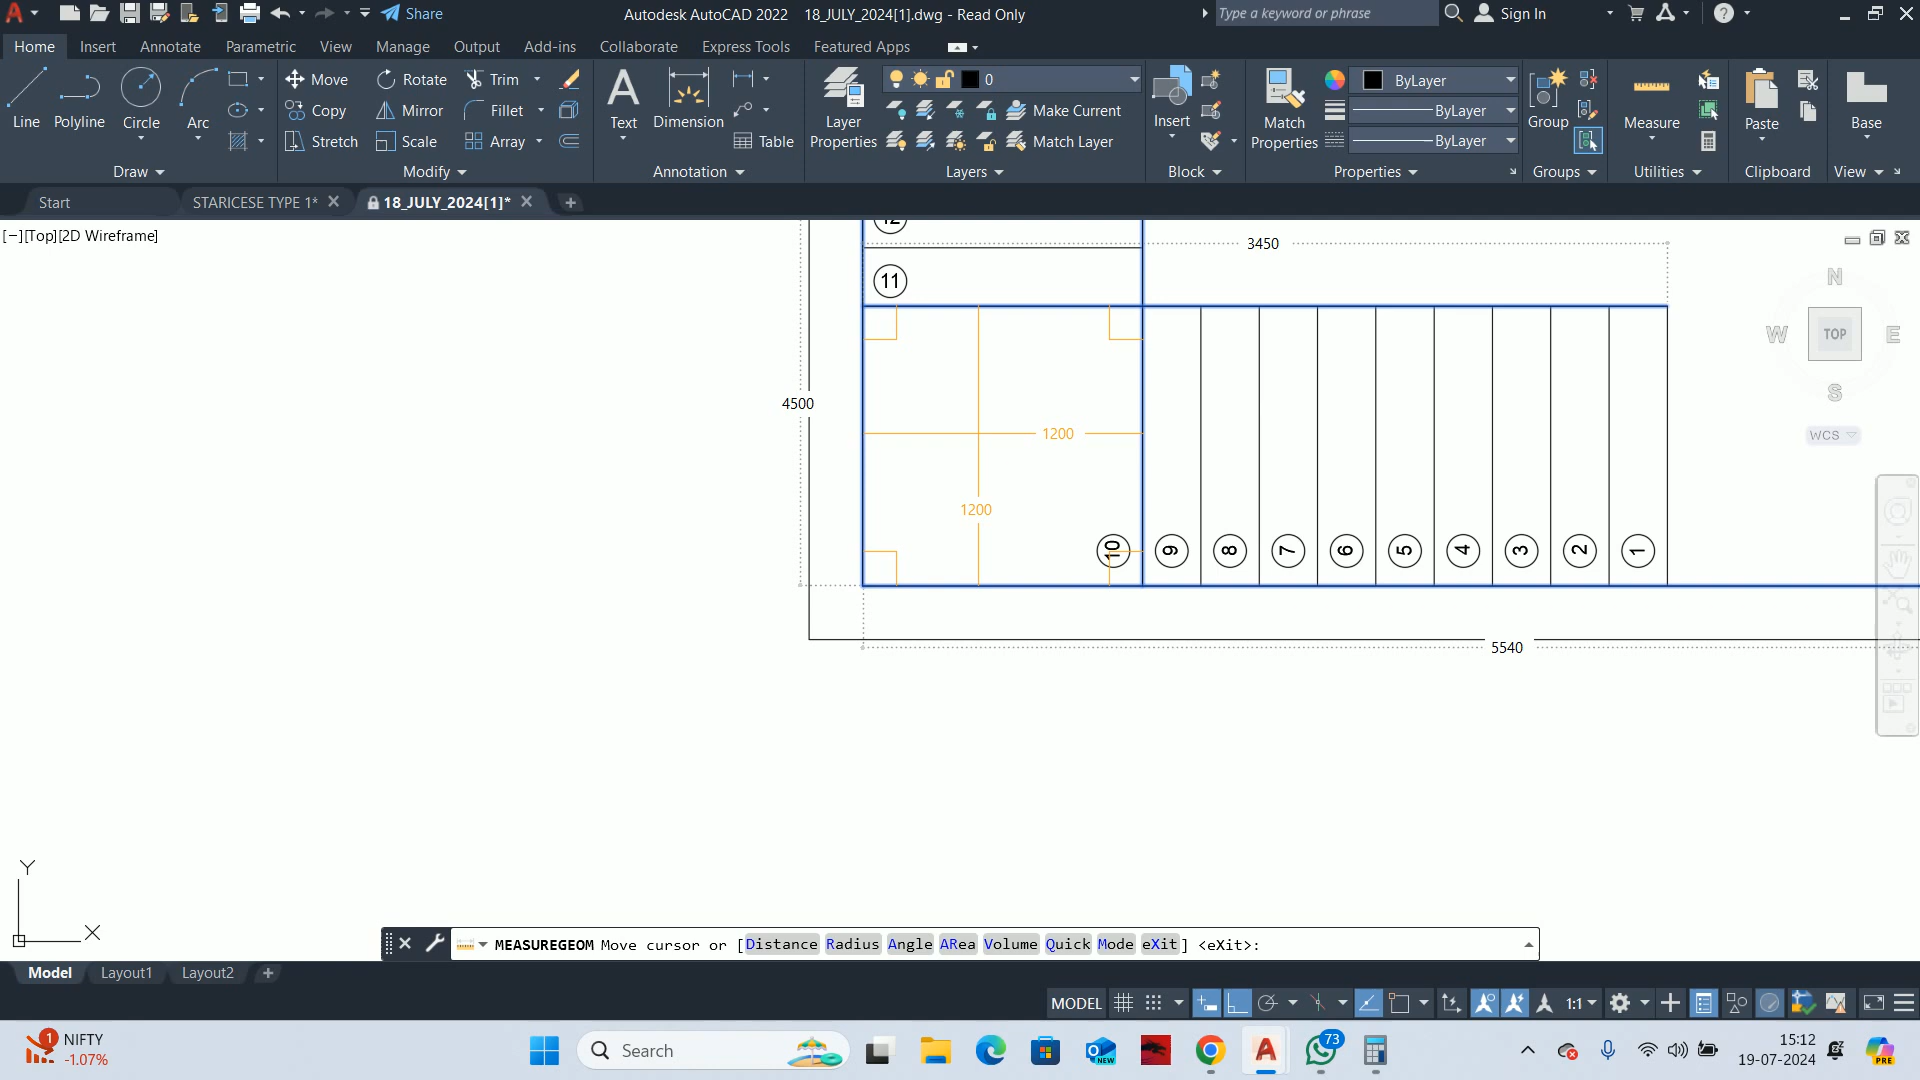 Share
Autodesk AutoCAD 2022 18_JULY_2024[1].dwg - Read Only
Type a keyword or phrase
Sign In
Home Insert Annotate Parametric View Manage Output Add-ins Collaborate Express Tools Featured Apps
Line Polyline Circle Arc
Move Rotate Trim
Copy Mirror Fillet
Stretch Scale Array
Text Dimension
Table
Layer Properties
0
Make Current
Match Layer
Insert
Match Properties
ByLayer
ByLayer
ByLayer
Group
Measure
Paste
Base
Draw Modify Annotation Layers Block Properties Groups Utilities Clipboard View
Start STARICESE TYPE 1* 18_JULY_2024[1]*
[−][Top][2D Wireframe]
3450
11
N
W TOP E
S
WCS
4500
1200
1200
10 9 8 7 6 5 4 3 2 1
5540
Y
X
MEASUREGEOM Move cursor or [Distance Radius Angle ARea Volume Quick Mode eXit] <eXit>:
Model Layout1 Layout2
MODEL 1:1
1 NIFTY
-1.07%
Search
NEW
73
15:12
19-07-2024
PRE